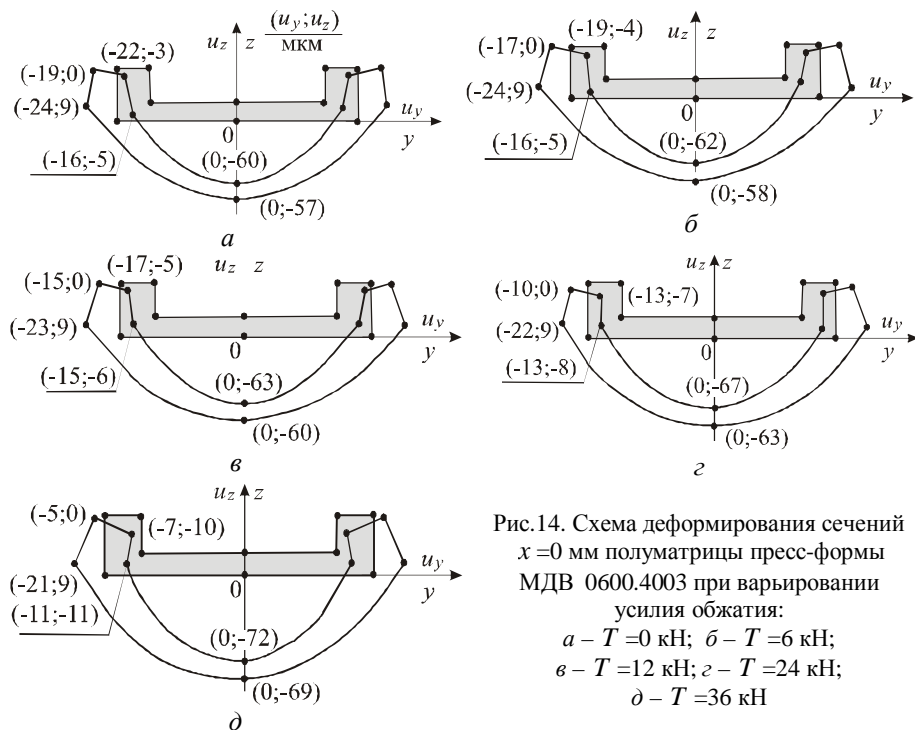 (u_y;u_z)
мкм
u_z z
(-22;-3)
(-19;0)
(-24;9)
u_y
y
0
(-16;-5)
(0;-60)
(0;-57)
а
(-19;-4)
u_z z
(-17;0)
(-24;9)
u_y
y
0
(-16;-5)
(0;-62)
(0;-58)
б
(-17;-5)
u_z z
(-15;0)
(-23;9)
u_y
y
0
(-15;-6)
(0;-63)
(0;-60)
в
u_z z
(-10;0)
(-13;-7)
(-22;9)
u_y
y
0
(-13;-8)
(0;-67)
(0;-63)
г
u_z z
(-5;0)
(-7;-10)
u_y
y
0
(-21;9)
(-11;-11)
(0;-72)
(0;-69)
д
Рис.14. Схема деформирования сечений
x =0 мм полуматрицы пресс-формы
МДВ 0600.4003 при варьировании
усилия обжатия:
а – T =0 кН; б – T =6 кН;
в – T =12 кН; г – T =24 кН;
д – T =36 кН